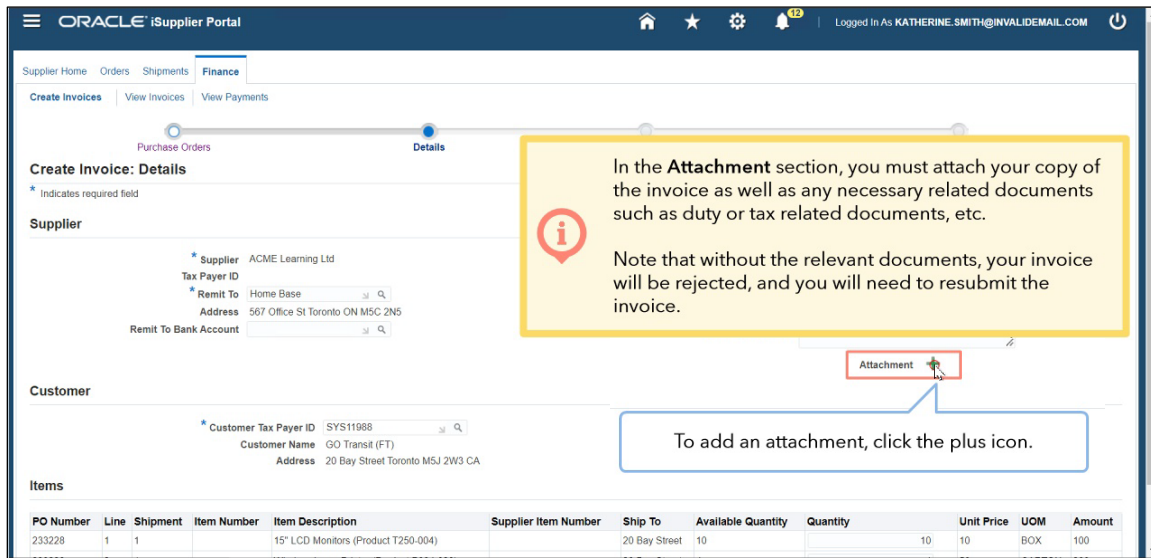 ORACLE iSupplier Portal
12
Logged In As KATHERINE.SMITH@INVALIDEMAIL.COM
Supplier Home Orders Shipments Finance
Create Invoices View Invoices View Payments
Purchase Orders Details
Create Invoice: Details
* Indicates required field
Supplier
* Supplier ACME Learning Ltd
Tax Payer ID
* Remit To Home Base
Address 567 Office St Toronto ON M5C 2N5
Remit To Bank Account
In the Attachment section, you must attach your copy of
the invoice as well as any necessary related documents
such as duty or tax related documents, etc.
Note that without the relevant documents, your invoice
will be rejected, and you will need to resubmit the
invoice.
Attachment
To add an attachment, click the plus icon.
Customer
* Customer Tax Payer ID SYS11988
Customer Name GO Transit (FT)
Address 20 Bay Street Toronto M5J 2W3 CA
Items
PO Number Line Shipment Item Number Item Description Supplier Item Number Ship To Available Quantity Quantity Unit Price UOM Amount
233228 1 1 15" LCD Monitors (Product T250-004) 20 Bay Street 10 10 10 BOX 100